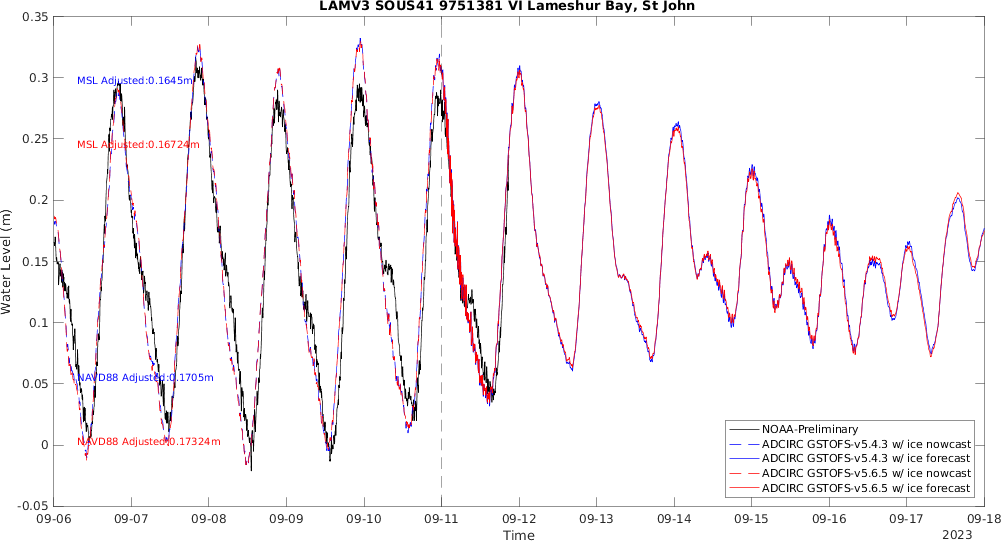 LAMV3 SOUS41 9751381 VI Lameshur Bay, St John
0.35
0.3
0.25
0.2
0.15
0.1
0.05
0
-0.05
Water Level (m)
MSL Adjusted:0.1645m
MSL Adjusted:0.16724m
NAVD88 Adjusted:0.1705m
NAVD88 Adjusted:0.17324m
NOAA-Preliminary
ADCIRC GSTOFS-v5.4.3 w/ ice nowcast
ADCIRC GSTOFS-v5.4.3 w/ ice forecast
ADCIRC GSTOFS-v5.6.5 w/ ice nowcast
ADCIRC GSTOFS-v5.6.5 w/ ice forecast
09-06 09-07 09-08 09-09 09-10 09-11 09-12 09-13 09-14 09-15 09-16 09-17 09-18
Time
2023